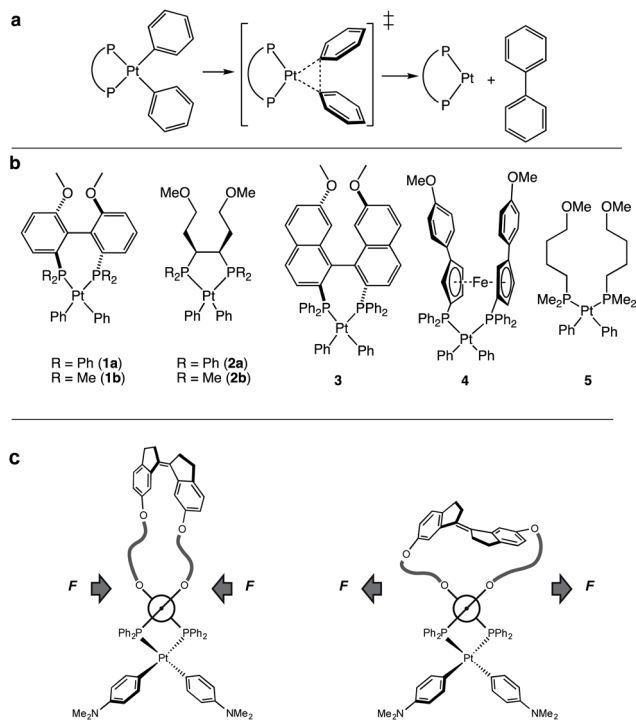 a
P
P
Pt
P
P
Pt
‡
P
P
Pt
+
b
O
O
R2P
PR2
Pt
Ph
Ph
R = Ph (1a)
R = Me (1b)
MeO
OMe
R2P
PR2
Pt
Ph
Ph
R = Ph (2a)
R = Me (2b)
O
O
Ph2P
PPh2
Pt
Ph
Ph
3
MeO
OMe
Fe
Ph2P
PPh2
Pt
Ph
Ph
4
OMe
MeO
Me2P
PMe2
Pt
Ph
Ph
5
c
O
O
F
F
O
O
Ph2P
PPh2
Pt
Me2N
NMe2
O
O
F
F
O
O
Ph2P
PPh2
Pt
Me2N
NMe2